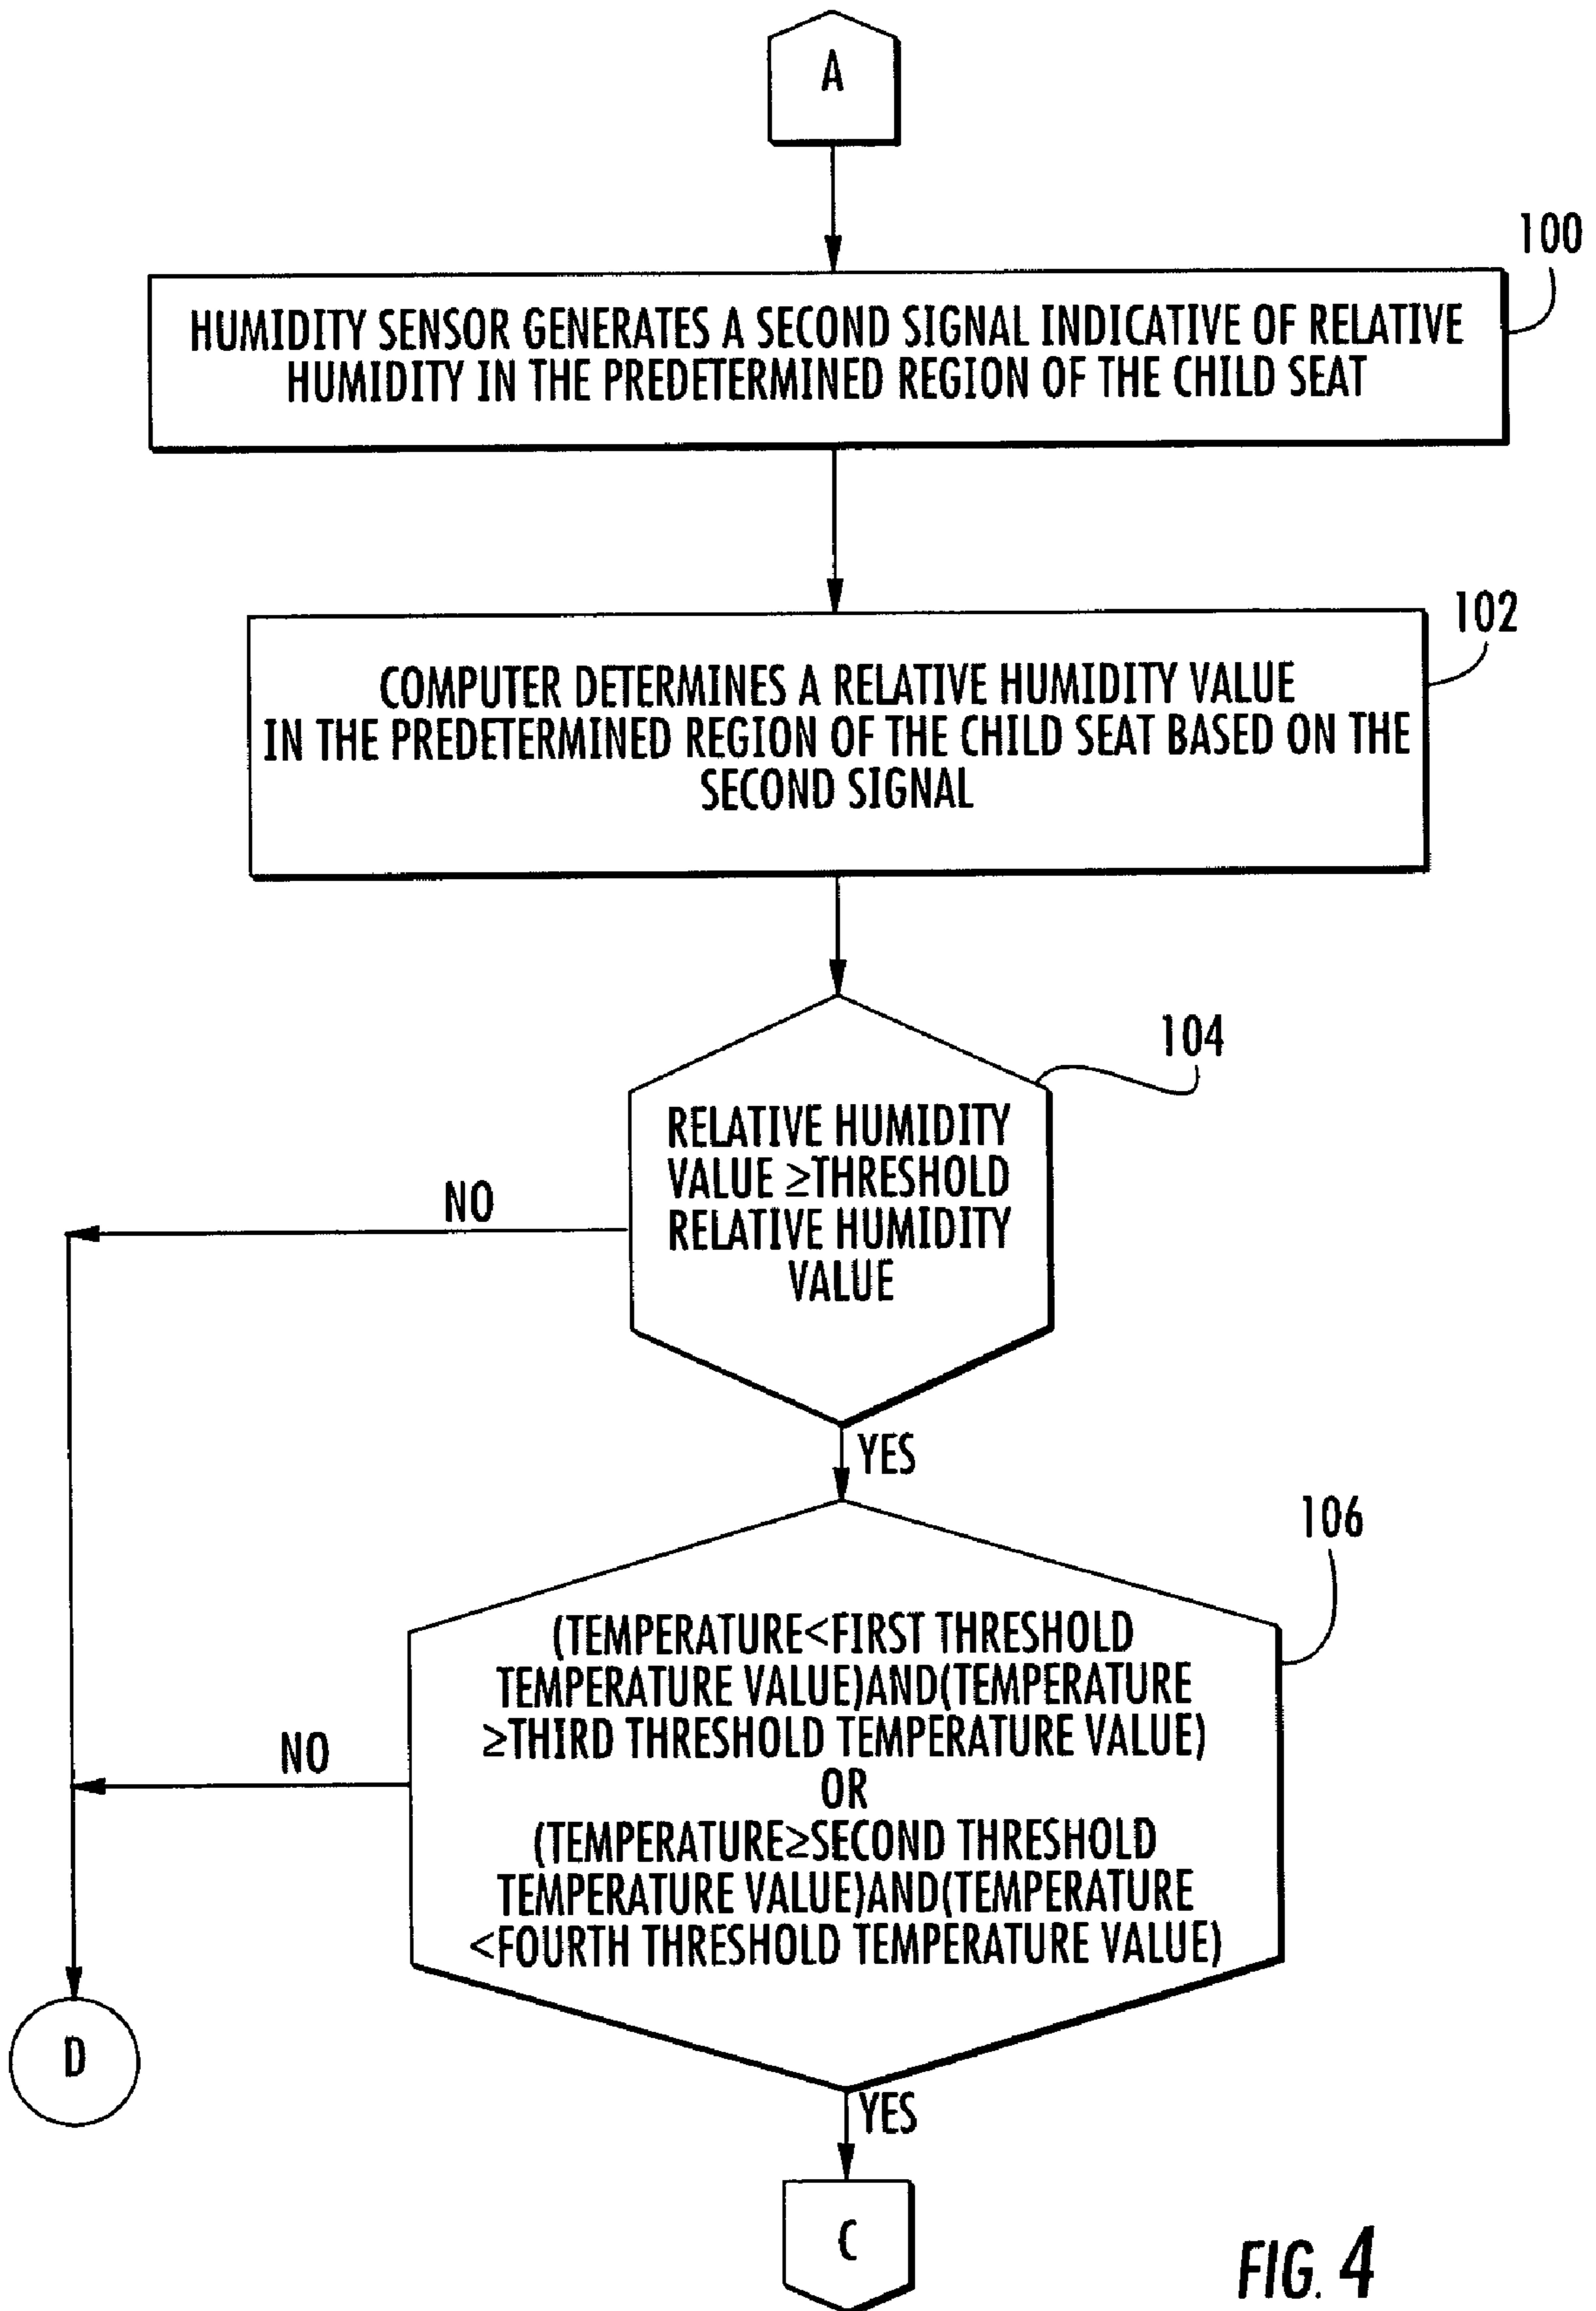 A
100
HUMIDITY SENSOR GENERATES A SECOND SIGNAL INDICATIVE OF RELATIVE
HUMIDITY IN THE PREDETERMINED REGION OF THE CHILD SEAT
102
COMPUTER DETERMINES A RELATIVE HUMIDITY VALUE
IN THE PREDETERMINED REGION OF THE CHILD SEAT BASED ON THE
SECOND SIGNAL
104
RELATIVE HUMIDITY
VALUE ≥THRESHOLD
RELATIVE HUMIDITY
VALUE
NO
YES
106
(TEMPERATURE<FIRST THRESHOLD
TEMPERATURE VALUE)AND(TEMPERATURE
≥THIRD THRESHOLD TEMPERATURE VALUE)
OR
(TEMPERATURE≥SECOND THRESHOLD
TEMPERATURE VALUE)AND(TEMPERATURE
<FOURTH THRESHOLD TEMPERATURE VALUE)
NO
D
YES
C
FIG. 4